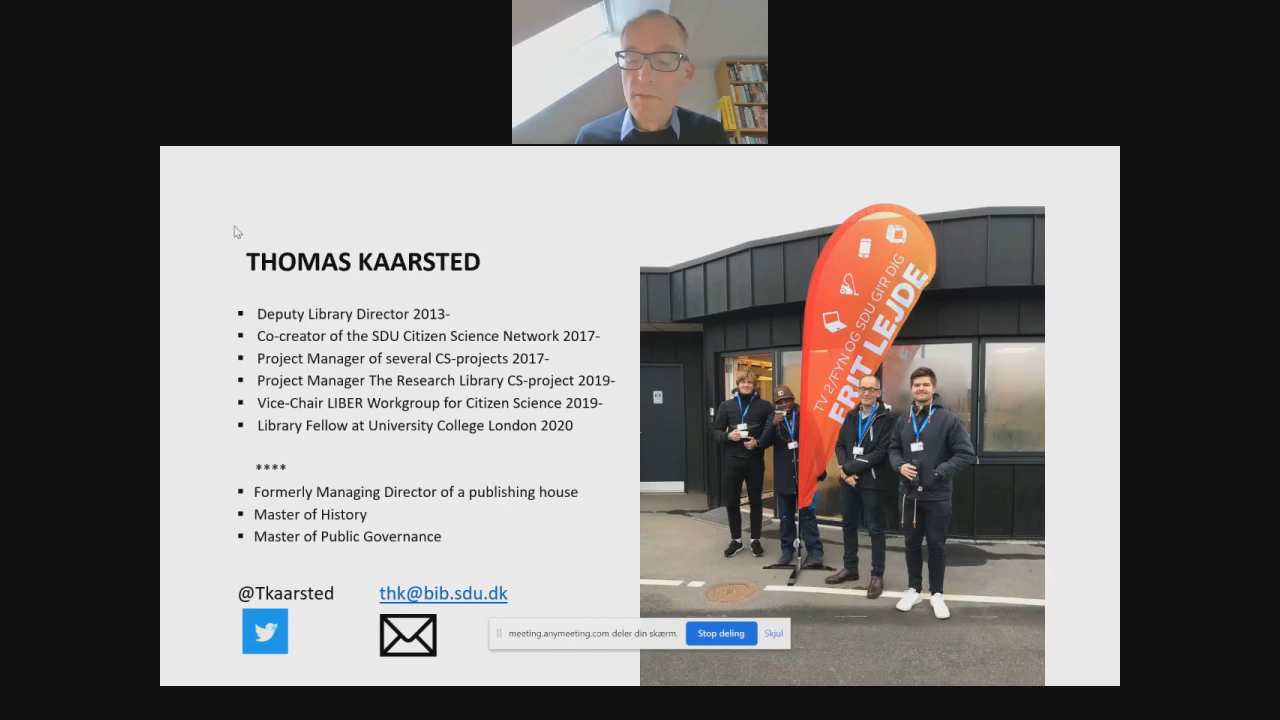 THOMAS KAARSTED
▪ Deputy Library Director 2013-
▪ Co-creator of the SDU Citizen Science Network 2017-
▪ Project Manager of several CS-projects 2017-
▪ Project Manager The Research Library CS-project 2019-
▪ Vice-Chair LIBER Workgroup for Citizen Science 2019-
▪ Library Fellow at University College London 2020
****
▪ Formerly Managing Director of a publishing house
▪ Master of History
▪ Master of Public Governance
@Tkaarsted
thk@bib.sdu.dk
TV 2/FYN OG SDU GI'R DIG
FRIT LEJDE
meeting.anymeeting.com deler din skærm.
Stop deling
Skjul